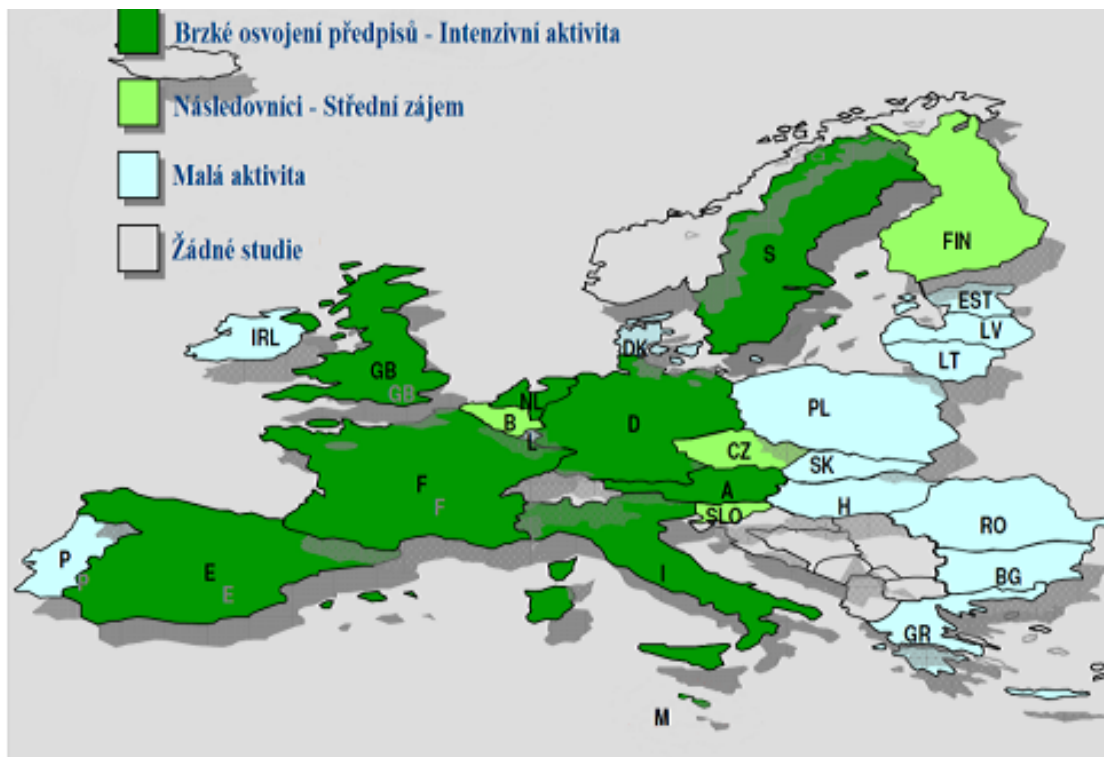 Brzké osvojení předpisů - Intenzivní aktivita
Následovníci - Střední zájem
Malá aktivita
Žádné studie
S
FIN
EST
LV
LT
IRL
DK
GB
GB
NL
B
L
D
PL
CZ
SK
A
H
SLO
F
F
RO
P
P
E
E
I
BG
GR
M